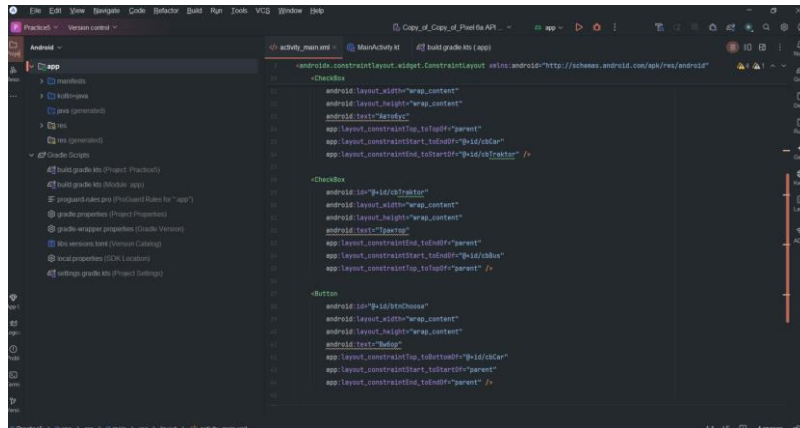 File Edit View Navigate Code Refactor Build Run Tools VCS Window Help
Practice5 Version control Copy_of_Copy_of_Pixel 6a API ... app
Android activity_main.xml MainActivity.kt build.gradle.kts (:app)
app
manifests
kotlin+java
java (generated)
res
res (generated)
Gradle Scripts
build.gradle.kts (Project: Practice5)
build.gradle.kts (Module :app)
proguard-rules.pro (ProGuard Rules for ":app")
gradle.properties (Project Properties)
gradle-wrapper.properties (Gradle Version)
libs.versions.toml (Version Catalog)
local.properties (SDK Location)
settings.gradle.kts (Project Settings)
<androidx.constraintlayout.widget.ConstraintLayout xmlns:android="http://schemas.android.com/apk/res/android"
<CheckBox
android:layout_width="wrap_content"
android:layout_height="wrap_content"
android:text="Автобус"
app:layout_constraintTop_toTopOf="parent"
app:layout_constraintStart_toEndOf="@+id/cbCar"
app:layout_constraintEnd_toStartOf="@+id/cbTraktor" />
<CheckBox
android:id="@+id/cbTraktor"
android:layout_width="wrap_content"
android:layout_height="wrap_content"
android:text="Трактор"
app:layout_constraintEnd_toEndOf="parent"
app:layout_constraintStart_toEndOf="@+id/cbBus"
app:layout_constraintTop_toTopOf="parent" />
<Button
android:id="@+id/btnChoose"
android:layout_width="wrap_content"
android:layout_height="wrap_content"
android:text="Выбор"
app:layout_constraintTop_toBottomOf="@+id/cbCar"
app:layout_constraintStart_toStartOf="parent"
app:layout_constraintEnd_toEndOf="parent" />